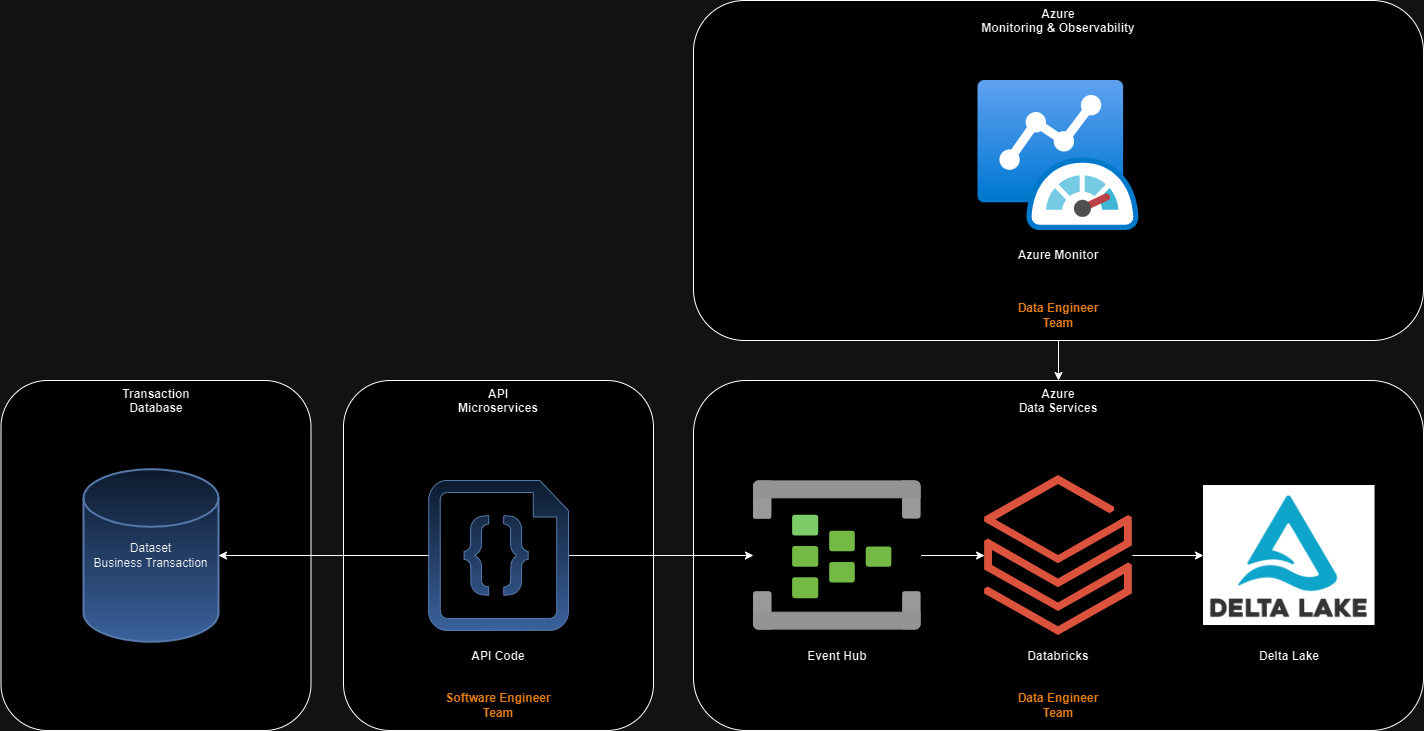 Azure
Monitoring & Observability
Azure Monitor
Data Engineer
Team
Transaction
Database
Dataset
Business Transaction
API
Microservices
API Code
Software Engineer
Team
Azure
Data Services
Event Hub
Databricks
DELTA LAKE
Delta Lake
Data Engineer
Team